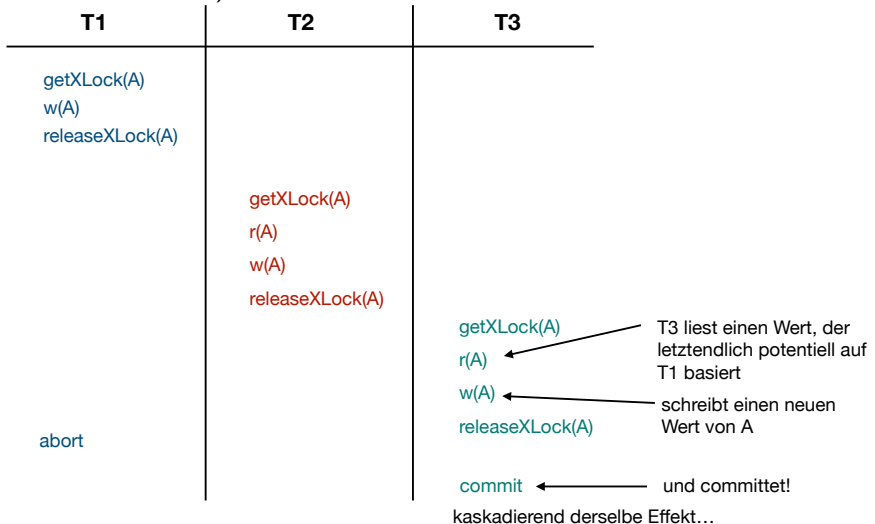 T1 T2 T3
getXLock(A)
w(A)
releaseXLock(A)
getXLock(A)
r(A)
w(A)
releaseXLock(A)
getXLock(A)
r(A)
w(A)
releaseXLock(A)
T3 liest einen Wert, der
letztendlich potentiell auf
T1 basiert
schreibt einen neuen
Wert von A
abort
commit
und committet!
kaskadierend derselbe Effekt…